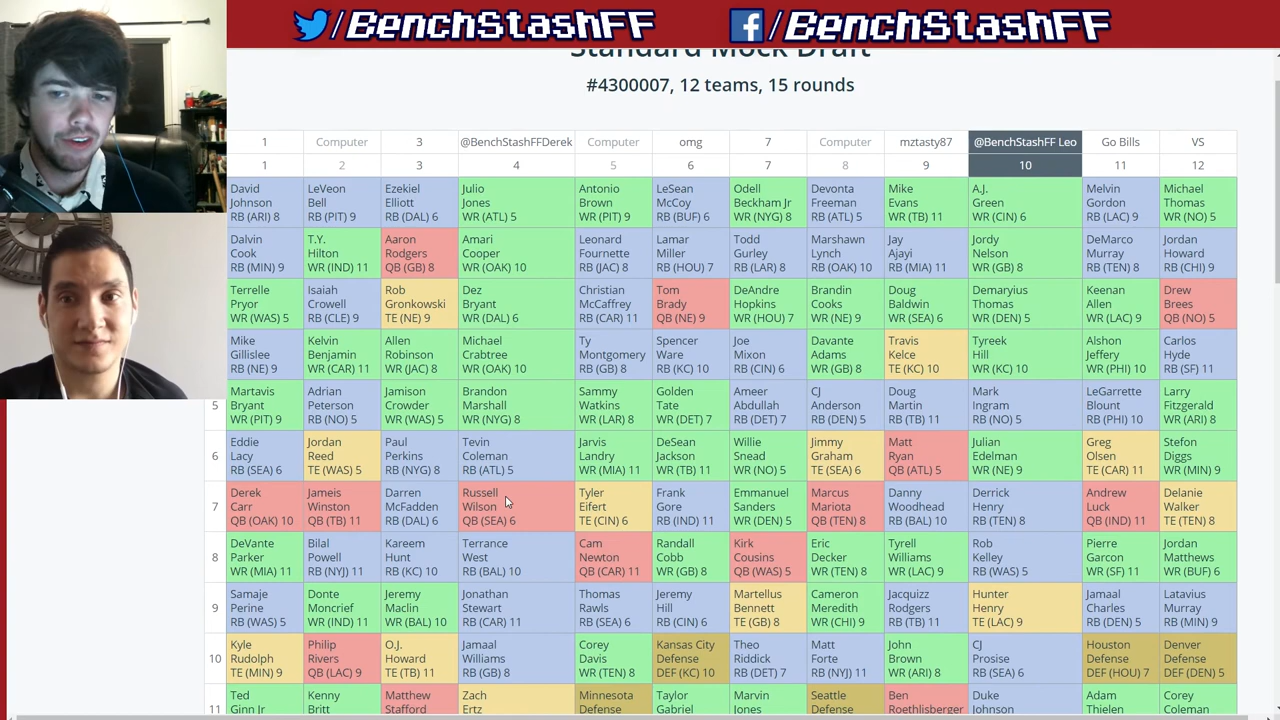 /BenchStashFF /BenchStashFF
Standard Mock Draft
#4300007, 12 teams, 15 rounds
1 Computer 3 @BenchStashFFDerek Computer omg 7 Computer mztasty87 @BenchStashFF Leo Go Bills VS
1 2 3 4 5 6 7 8 9 10 11 12
David LeVeon Ezekiel Julio Antonio LeSean Odell Devonta Mike A.J. Melvin Michael
Johnson Bell Elliott Jones Brown McCoy Beckham Jr Freeman Evans Green Gordon Thomas
RB (ARI) 8 RB (PIT) 9 RB (DAL) 6 WR (ATL) 5 WR (PIT) 9 RB (BUF) 6 WR (NYG) 8 RB (ATL) 5 WR (TB) 11 WR (CIN) 6 RB (LAC) 9 WR (NO) 5
Dalvin T.Y. Aaron Amari Leonard Lamar Todd Marshawn Jay Jordy DeMarco Jordan
Cook Hilton Rodgers Cooper Fournette Miller Gurley Lynch Ajayi Nelson Murray Howard
RB (MIN) 9 WR (IND) 11 QB (GB) 8 WR (OAK) 10 RB (JAC) 8 RB (HOU) 7 RB (LAR) 8 RB (OAK) 10 RB (MIA) 11 WR (GB) 8 RB (TEN) 8 RB (CHI) 9
Terrelle Isaiah Rob Dez Christian Tom DeAndre Brandin Doug Demaryius Keenan Drew
Pryor Crowell Gronkowski Bryant McCaffrey Brady Hopkins Cooks Baldwin Thomas Allen Brees
WR (WAS) 5 RB (CLE) 9 TE (NE) 9 WR (DAL) 6 RB (CAR) 11 QB (NE) 9 WR (HOU) 7 WR (NE) 9 WR (SEA) 6 WR (DEN) 5 WR (LAC) 9 QB (NO) 5
Mike Kelvin Allen Michael Ty Spencer Joe Davante Travis Tyreek Alshon Carlos
Gillislee Benjamin Robinson Crabtree Montgomery Ware Mixon Adams Kelce Hill Jeffery Hyde
RB (NE) 9 WR (CAR) 11 WR (JAC) 8 WR (OAK) 10 RB (GB) 8 RB (KC) 10 RB (CIN) 6 WR (GB) 8 TE (KC) 10 WR (KC) 10 WR (PHI) 10 RB (SF) 11
Martavis Adrian Jamison Brandon Sammy Golden Ameer CJ Doug Mark LeGarrette Larry
5 Bryant Peterson Crowder Marshall Watkins Tate Abdullah Anderson Martin Ingram Blount Fitzgerald
WR (PIT) 9 RB (NO) 5 WR (WAS) 5 WR (NYG) 8 WR (LAR) 8 WR (DET) 7 RB (DET) 7 RB (DEN) 5 RB (TB) 11 RB (NO) 5 RB (PHI) 10 WR (ARI) 8
Eddie Jordan Paul Tevin Jarvis DeSean Willie Jimmy Matt Julian Greg Stefon
6 Lacy Reed Perkins Coleman Landry Jackson Snead Graham Ryan Edelman Olsen Diggs
RB (SEA) 6 TE (WAS) 5 RB (NYG) 8 RB (ATL) 5 WR (MIA) 11 WR (TB) 11 WR (NO) 5 TE (SEA) 6 QB (ATL) 5 WR (NE) 9 TE (CAR) 11 WR (MIN) 9
Derek Jameis Darren Russell Tyler Frank Emmanuel Marcus Danny Derrick Andrew Delanie
7 Carr Winston McFadden Wilson Eifert Gore Sanders Mariota Woodhead Henry Luck Walker
QB (OAK) 10 QB (TB) 11 RB (DAL) 6 QB (SEA) 6 TE (CIN) 6 RB (IND) 11 WR (DEN) 5 QB (TEN) 8 RB (BAL) 10 RB (TEN) 8 QB (IND) 11 TE (TEN) 8
DeVante Bilal Kareem Terrance Cam Randall Kirk Eric Tyrell Rob Pierre Jordan
8 Parker Powell Hunt West Newton Cobb Cousins Decker Williams Kelley Garcon Matthews
WR (MIA) 11 RB (NYJ) 11 RB (KC) 10 RB (BAL) 10 QB (CAR) 11 WR (GB) 8 QB (WAS) 5 WR (TEN) 8 WR (LAC) 9 RB (WAS) 5 WR (SF) 11 WR (BUF) 6
Samaje Donte Jeremy Jonathan Thomas Jeremy Martellus Cameron Jacquizz Hunter Jamaal Latavius
9 Perine Moncrief Maclin Stewart Rawls Hill Bennett Meredith Rodgers Henry Charles Murray
RB (WAS) 5 WR (IND) 11 WR (BAL) 10 RB (CAR) 11 RB (SEA) 6 RB (CIN) 6 TE (GB) 8 WR (CHI) 9 RB (TB) 11 TE (LAC) 9 RB (DEN) 5 RB (MIN) 9
Kyle Philip O.J. Jamaal Corey Kansas City Theo Matt John CJ Houston Denver
10 Rudolph Rivers Howard Williams Davis Defense Riddick Forte Brown Prosise Defense Defense
TE (MIN) 9 QB (LAC) 9 TE (TB) 11 RB (GB) 8 WR (TEN) 8 DEF (KC) 10 RB (DET) 7 RB (NYJ) 11 WR (ARI) 8 RB (SEA) 6 DEF (HOU) 7 DEF (DEN) 5
Ted Kenny Matthew Zach Minnesota Taylor Marvin Seattle Ben Duke Adam Corey
11 Ginn Jr Britt Stafford Ertz Defense Gabriel Jones Defense Roethlisberger Johnson Thielen Coleman